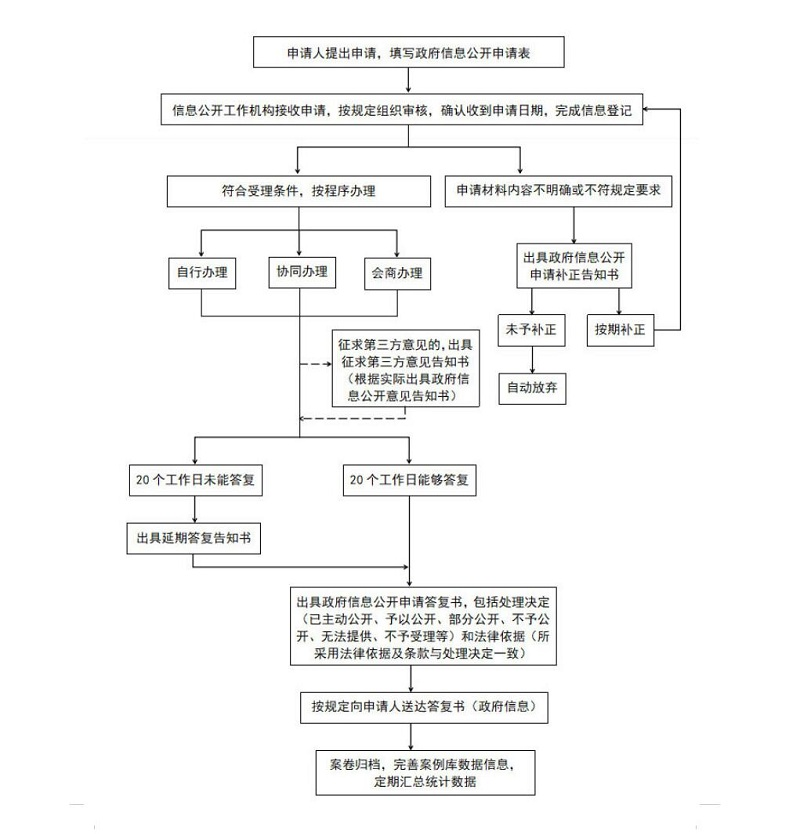 申请人提出申请，填写政府信息公开申请表
信息公开工作机构接收申请，按规定组织审核，确认收到申请日期，完成信息登记
符合受理条件，按程序办理
申请材料内容不明确或不符规定要求
自行办理
协同办理
会商办理
出具政府信息公开
申请补正告知书
未予补正
按期补正
自动放弃
征求第三方意见的，出具
征求第三方意见告知书
（根据实际出具政府信
息公开意见告知书）
20 个工作日未能答复
20 个工作日能够答复
出具延期答复告知书
出具政府信息公开申请答复书，包括处理决定
（已主动公开、予以公开、部分公开、不予公
开、无法提供、不予受理等）和法律依据（所
采用法律依据及条款与处理决定一致）
按规定向申请人送达答复书（政府信息）
案卷归档，完善案例库数据信息，
定期汇总统计数据